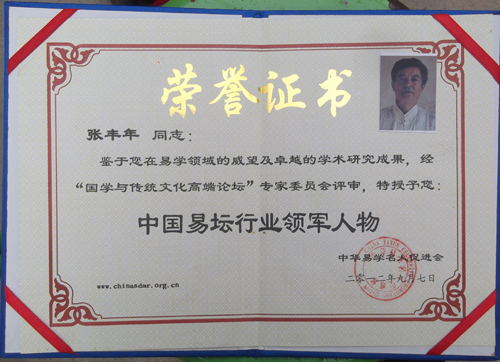 荣誉证书
张丰年 同志：
鉴于您在易学领域的威望及卓越的学术研究成果，经
“国学与传统文化高端论坛”专家委员会评审，特授予您：
中国易坛行业领军人物
中华易学名人促进会
二零一二年九月七日
www.chinasdmr.org.cn